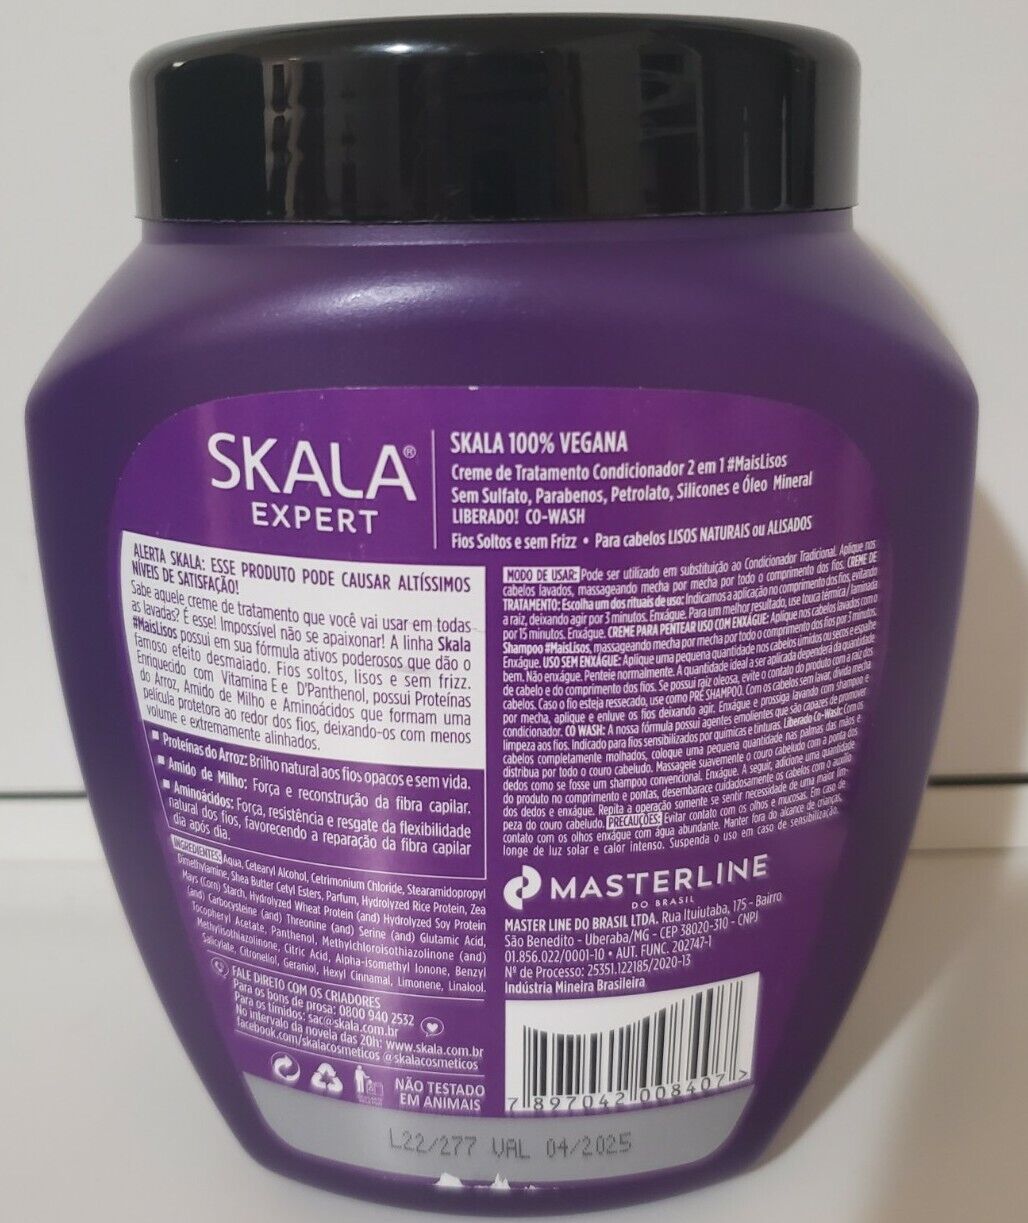 SKALA®
EXPERT
SKALA 100% VEGANA
Creme de Tratamento Condicionador 2 em 1 #MaisLisos
Sem Sulfato, Parabenos, Petrolato, Silicones e Óleo Mineral
LIBERADO! CO-WASH
Fios Soltos e sem Frizz • Para cabelos LISOS NATURAIS ou ALISADOS
ALERTA SKALA: ESSE PRODUTO PODE CAUSAR ALTÍSSIMOS
NÍVEIS DE SATISFAÇÃO!
Sabe aquele creme de tratamento que você vai usar em todas
as lavadas? É esse! Impossível não se apaixonar! A linha Skala
#MaisLisos possui em sua fórmula ativos poderosos que dão o
famoso efeito desmaiado. Fios soltos, lisos e sem frizz.
Enriquecido com Vitamina E e D'Panthenol, possui Proteínas
do Arroz, Amido de Milho e Aminoácidos que formam uma
película protetora ao redor dos fios, deixando-os com menos
volume e extremamente alinhados.
▪ Proteínas do Arroz: Brilho natural aos fios opacos e sem vida.
▪ Amido de Milho: Força e reconstrução da fibra capilar.
▪ Aminoácidos: Força, resistência e resgate da flexibilidade
natural dos fios, favorecendo a reparação da fibra capilar
dia após dia.
INGREDIENTES: Aqua, Cetearyl Alcohol, Cetrimonium Chloride, Stearamidopropyl
Dimethylamine, Shea Butter Cetyl Esters, Parfum, Hydrolyzed Rice Protein, Zea
Mays (Corn) Starch, Hydrolyzed Wheat Protein (and) Hydrolyzed Soy Protein
(and) Carbocysteine (and) Threonine (and) Serine (and) Glutamic Acid,
Tocopheryl Acetate, Panthenol, Methylchloroisothiazolinone (and)
Methylisothiazolinone, Citric Acid, Alpha-isomethyl Ionone, Benzyl
Salicylate, Citronellol, Geraniol, Hexyl Cinnamal, Limonene, Linalool.
FALE DIRETO COM OS CRIADORES
Para os bons de prosa: 0800 940 2532
Para os tímidos: sac@skala.com.br
No intervalo da novela das 20h: www.skala.com.br
facebook.com/skalacosmeticos @skalacosmeticos
NÃO TESTADO
EM ANIMAIS
MODO DE USAR: Pode ser utilizado em substituição ao Condicionador Tradicional. Aplique nos
cabelos lavados, massageando mecha por mecha por todo o comprimento dos fios. CREME DE
TRATAMENTO: Escolha um dos rituais de uso: Indicamos a aplicação no comprimento dos fios, evitando
a raiz, deixando agir por 3 minutos. Enxágue. Para um melhor resultado, use touca térmica/laminada
por 15 minutos. Enxágue. CREME PARA PENTEAR USO COM ENXÁGUE: Aplique nos cabelos lavados com o
Shampoo #MaisLisos, massageando mecha por mecha por todo o comprimento dos fios por 3 minutos.
Enxágue. USO SEM ENXÁGUE: Aplique uma pequena quantidade nos cabelos úmidos ou secos e espalhe
bem. Não enxágue. Penteie normalmente. A quantidade ideal a ser aplicada dependerá da quantidade
de cabelo e do comprimento dos fios. Se possuí raíz oleosa, evite o contato do produto com a raiz dos
cabelos. Caso o fio esteja ressecado, use como PRÉ SHAMPOO. Com os cabelos sem lavar, divida mecha
por mecha, aplique e enluve os fios deixando agir. Enxágue e prossiga lavando com shampoo e
condicionador. CO WASH: A nossa fórmula possui agentes emolientes que são capazes de promover
limpeza aos fios. Indicado para fios sensibilizados por químicas e tinturas. Liberado Co-Wash: Com os
cabelos completamente molhados, coloque uma pequena quantidade nas palmas das mãos e
distribua por todo o couro cabeludo. Massageie suavemente o couro cabeludo com a ponta dos
dedos como se fosse um shampoo convencional. Enxágue. A seguir, adicione uma quantidade
do produto no comprimento e pontas, desembarace cuidadosamente os cabelos com o auxílio
dos dedos e enxágue. Repita a operação somente se sentir necessidade de uma maior lim-
peza do couro cabeludo. PRECAUÇÕES: Evitar contato com os olhos e mucosas. Em caso de
contato com os olhos enxágue com água abundante. Manter fora do alcance de crianças,
longe de luz solar e calor intenso. Suspenda o uso em caso de sensibilização.
MASTERLINE
DO BRASIL
MASTER LINE DO BRASIL LTDA. Rua Ituiutaba, 175 - Bairro
São Benedito - Uberaba/MG - CEP 38020-310 - CNPJ
01.856.022/0001-10 • AUT. FUNC. 202747-1
Nº de Processo: 25351.122185/2020-13
Indústria Mineira Brasileira
7 897042 008407 >
L22/277 VAL 04/2025